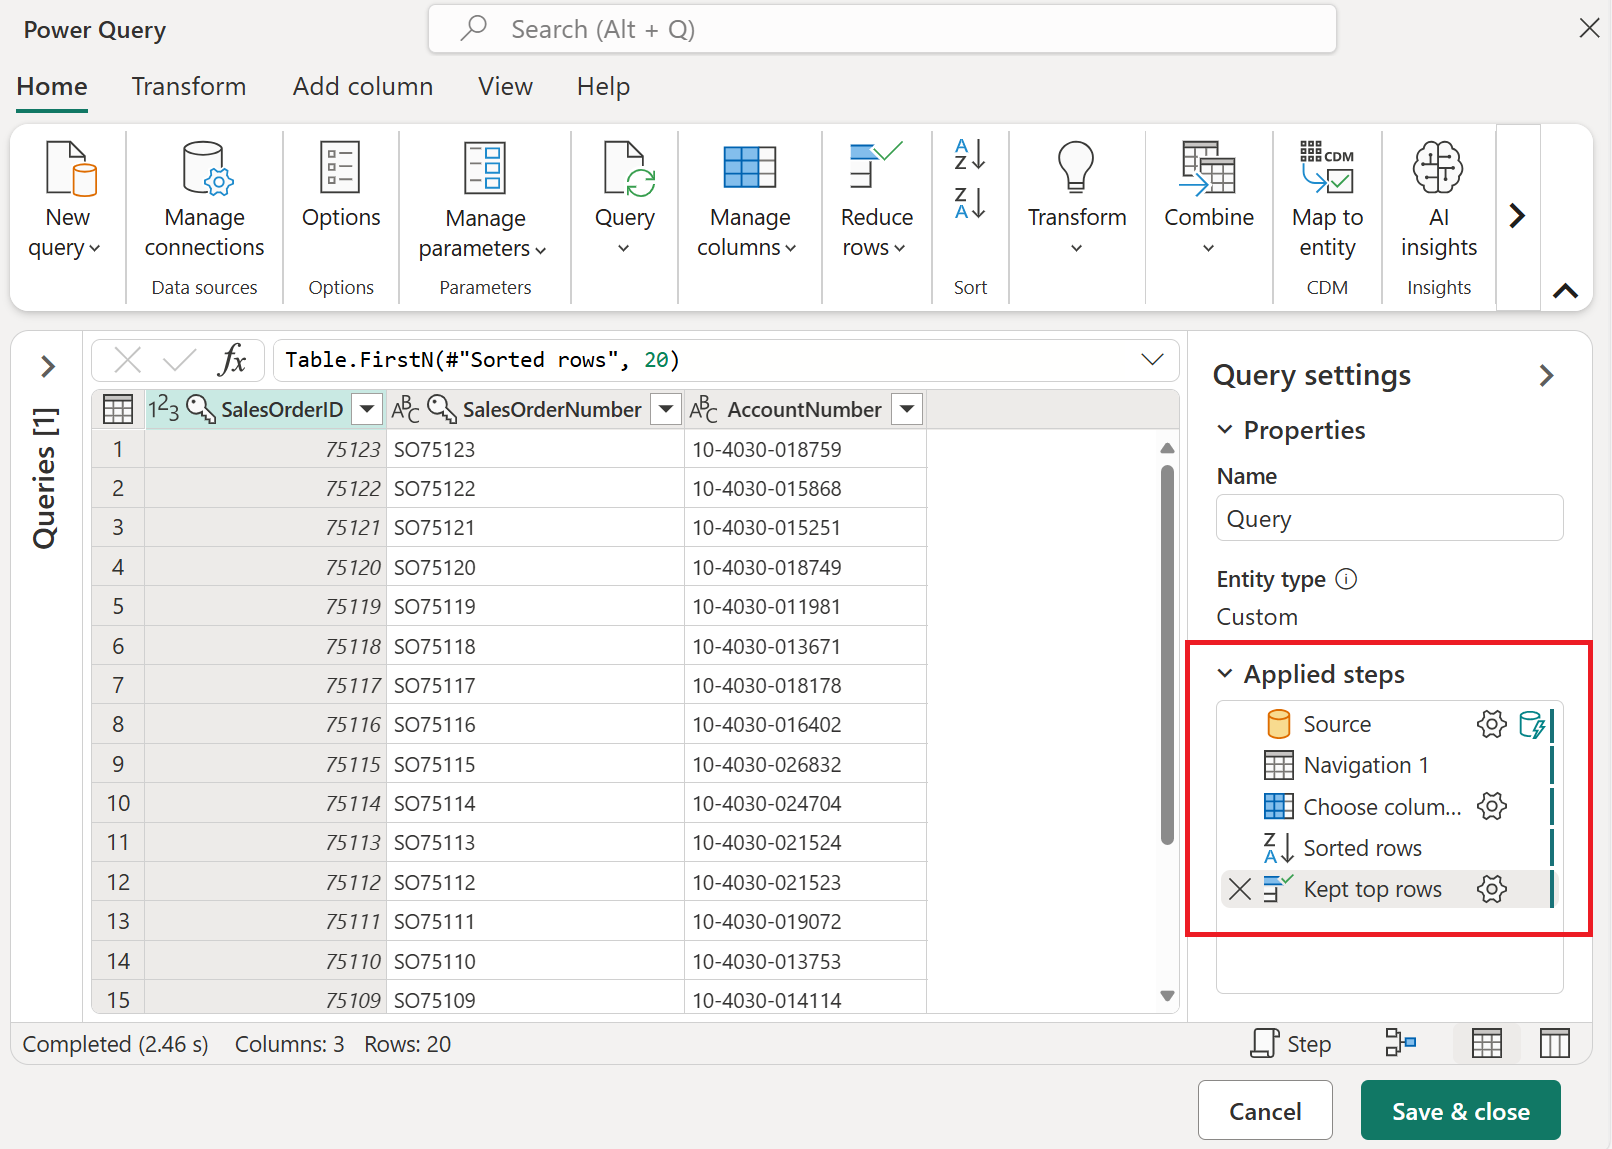 Power Query
Search (Alt + Q)
Home Transform Add column View Help
New query
Manage connections
Data sources
Options
Options
Manage parameters
Parameters
Query
Manage columns
Reduce rows
A Z
Z A
Sort
Transform
Combine
CDM
Map to entity
CDM
AI insights
Insights
Queries [1]
fx
Table.FirstN(#"Sorted rows", 20)
123 SalesOrderID ABC SalesOrderNumber ABC AccountNumber
1 75123 SO75123 10-4030-018759
2 75122 SO75122 10-4030-015868
3 75121 SO75121 10-4030-015251
4 75120 SO75120 10-4030-018749
5 75119 SO75119 10-4030-011981
6 75118 SO75118 10-4030-013671
7 75117 SO75117 10-4030-018178
8 75116 SO75116 10-4030-016402
9 75115 SO75115 10-4030-026832
10 75114 SO75114 10-4030-024704
11 75113 SO75113 10-4030-021524
12 75112 SO75112 10-4030-021523
13 75111 SO75111 10-4030-019072
14 75110 SO75110 10-4030-013753
15 75109 SO75109 10-4030-014114
Query settings
Properties
Name
Query
Entity type
Custom
Applied steps
Source
Navigation 1
Choose colum...
Z A Sorted rows
Kept top rows
Completed (2.46 s) Columns: 3 Rows: 20
Step
Cancel
Save & close